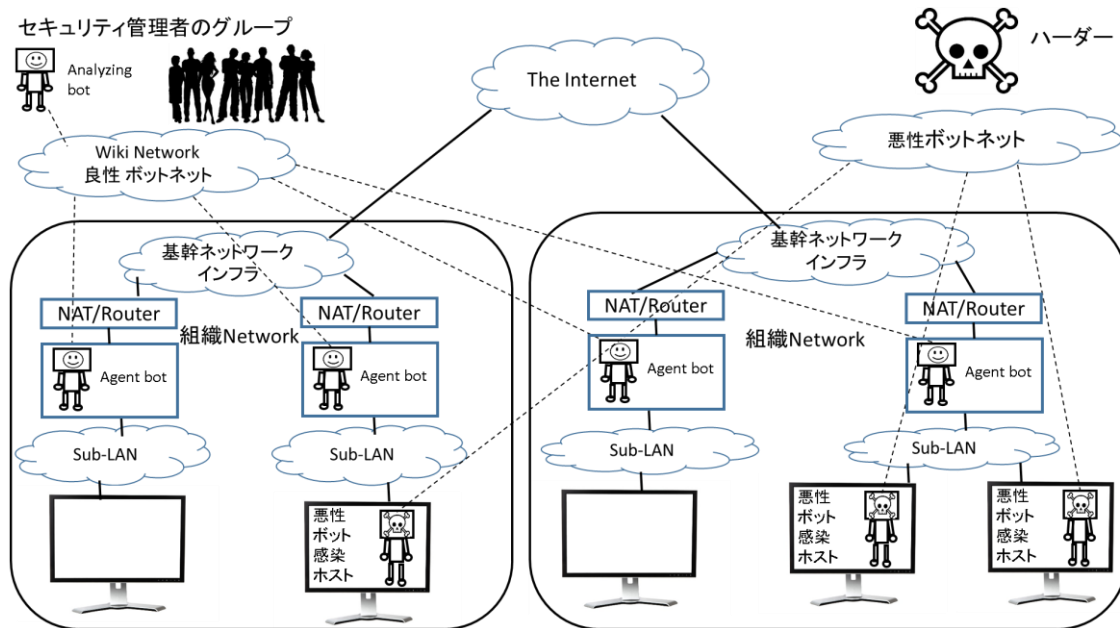 セキュリティ管理者のグループ
Analyzing
bot
The Internet
ハーダー
Wiki Network
良性 ボットネット
悪性ボットネット
基幹ネットワーク
インフラ
NAT/Router
NAT/Router
組織Network
Agent bot
Agent bot
Sub-LAN
Sub-LAN
悪性
ボット
感染
ホスト
基幹ネットワーク
インフラ
NAT/Router
NAT/Router
組織Network
Agent bot
Agent bot
Sub-LAN
Sub-LAN
悪性
ボット
感染
ホスト
悪性
ボット
感染
ホスト